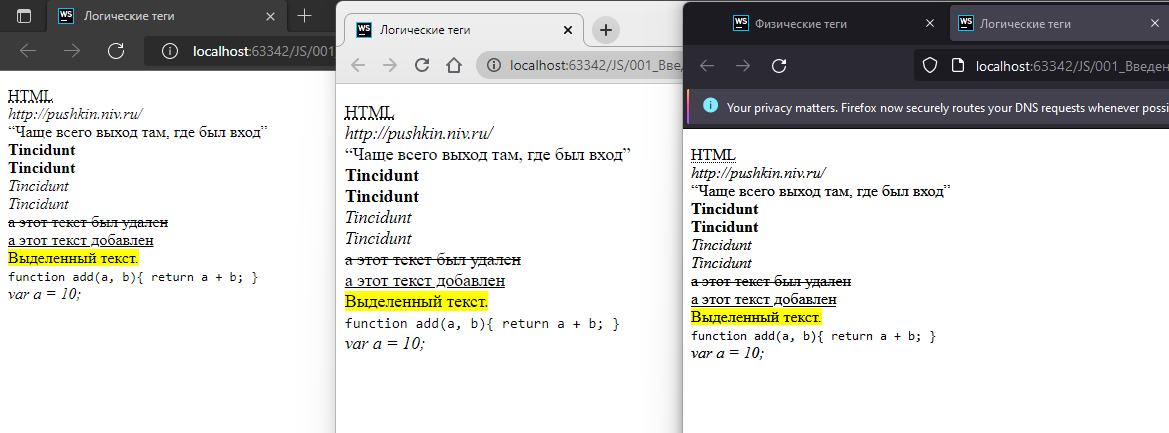 WS Логические теги
localhost:63342/JS/001
HTML
http://pushkin.niv.ru/
“Чаще всего выход там, где был вход”
Tincidunt
Tincidunt
Tincidunt
Tincidunt
а этот текст был удален
а этот текст добавлен
Выделенный текст.
function add(a, b){ return a + b; }
var a = 10;
WS Логические теги
localhost:63342/JS/001_Введе
HTML
http://pushkin.niv.ru/
“Чаще всего выход там, где был вход”
Tincidunt
Tincidunt
Tincidunt
Tincidunt
а этот текст был удален
а этот текст добавлен
Выделенный текст.
function add(a, b){ return a + b; }
var a = 10;
WS Физические теги WS Логические теги
localhost:63342/JS/001_Введен
Your privacy matters. Firefox now securely routes your DNS requests whenever possi
HTML
http://pushkin.niv.ru/
“Чаще всего выход там, где был вход”
Tincidunt
Tincidunt
Tincidunt
Tincidunt
а этот текст был удален
а этот текст добавлен
Выделенный текст.
function add(a, b){ return a + b; }
var a = 10;